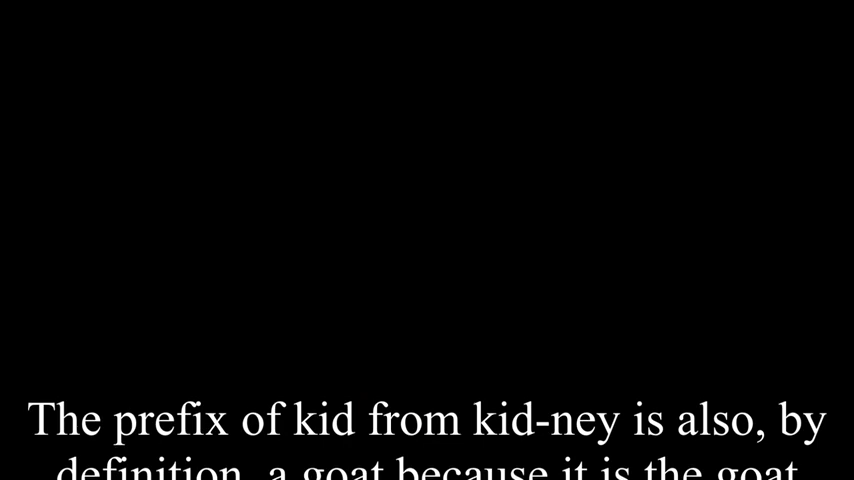 The prefix of kid from kid-ney is also, by
definition, a goat because it is the goat